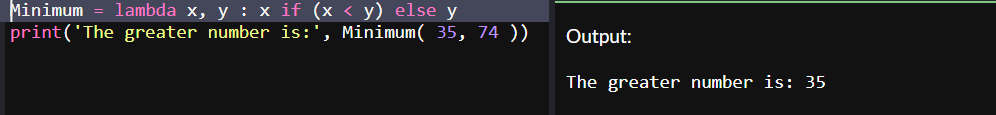 Minimum = lambda x, y : x if (x < y) else y
print('The greater number is:', Minimum( 35, 74 ))
Output:
The greater number is: 35